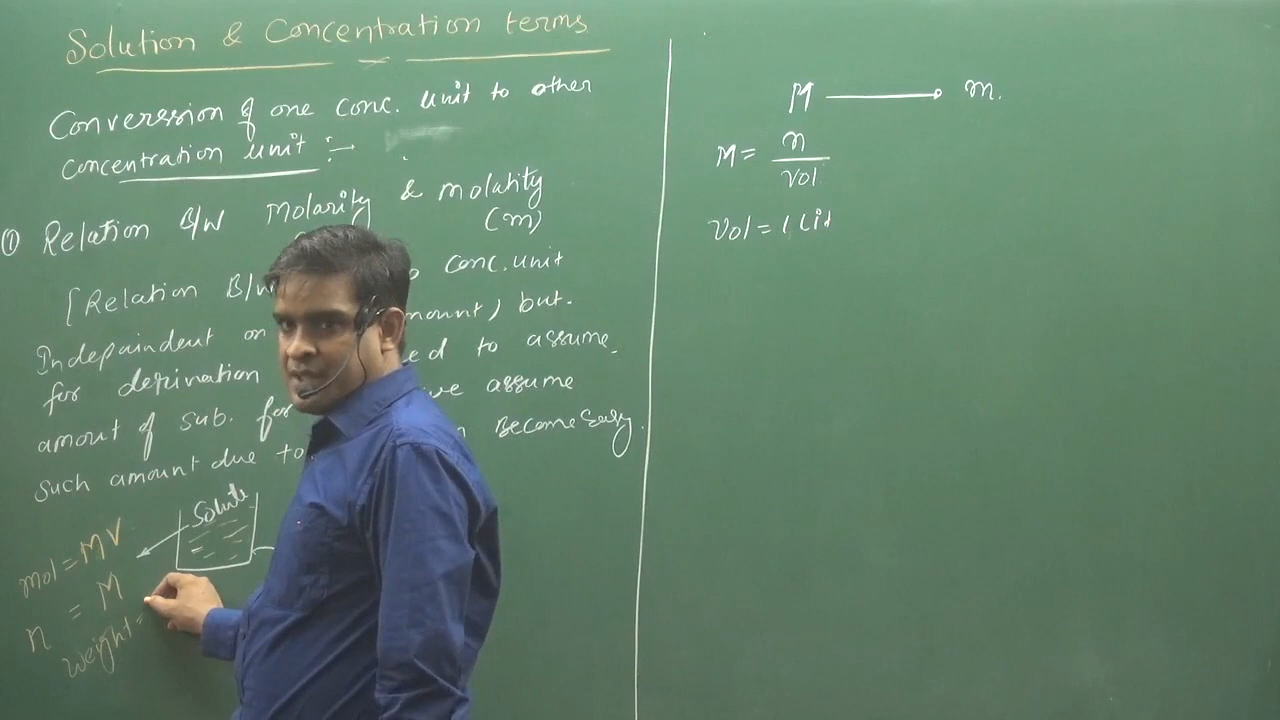 Solution & Concentration terms
Conversion of one conc. unit to other
concentration unit :→
① Relation B/W Molarity & molality
(m)
[Relation B/w conc. unit
Indepaindent on mount) but.
for derivation ed to assume.
amount of sub. for we assume
such amount due to Become Easy.
Solute
mol = MV
n = M
weight =
M → m.
M = n
Vol
Vol = 1 Lit